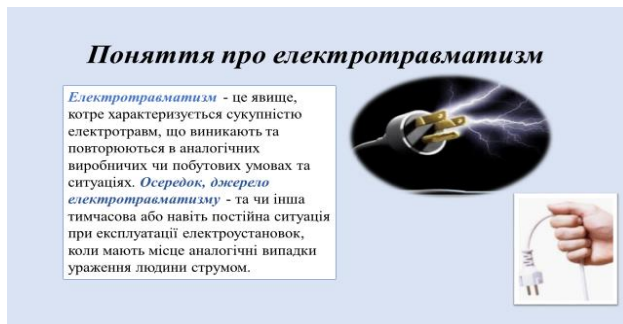 Поняття про електротравматизм
Електротравматизм - це явище,
котре характеризується сукупністю
електротравм, що виникають та
повторюються в аналогічних
виробничих чи побутових умовах та
ситуаціях. Осередок, джерело
електротравматизму - та чи інша
тимчасова або навіть постійна ситуація
при експлуатації електроустановок,
коли мають місце аналогічні випадки
ураження людини струмом.